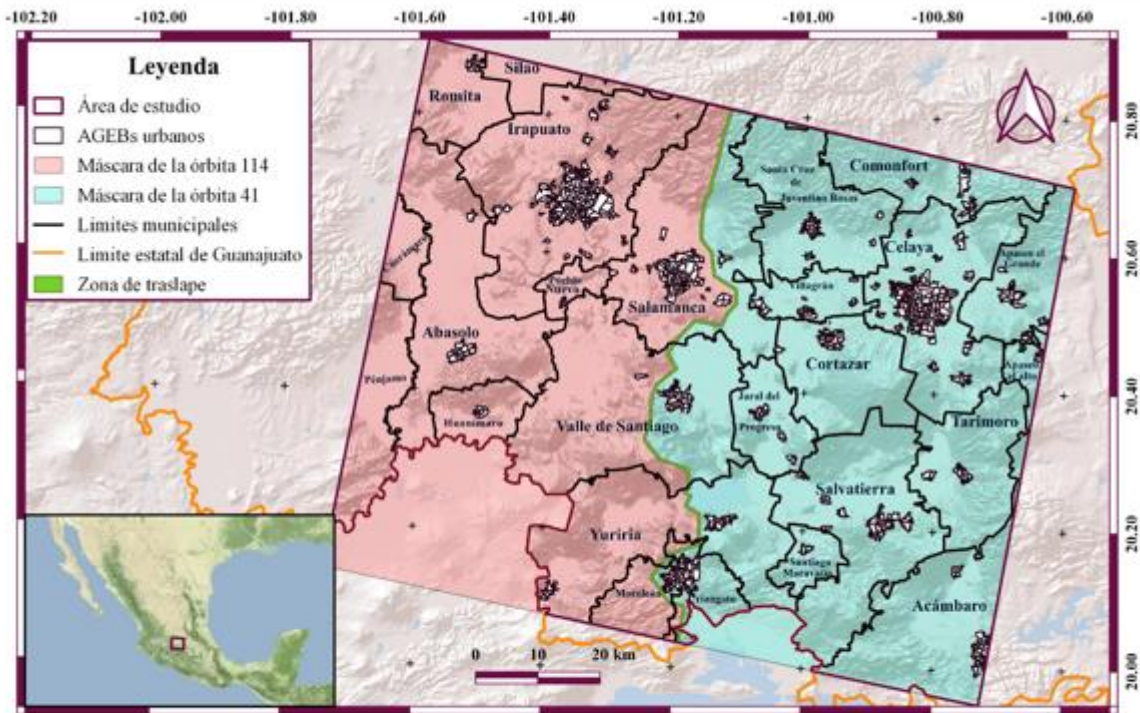 -102.20 -102.00 -101.80 -101.60 -101.40 -101.20 -101.00 -100.80 -100.60
Leyenda
Área de estudio
AGEBs urbanos
Máscara de la órbita 114
Máscara de la órbita 41
Limites municipales
Limite estatal de Guanajuato
Zona de traslape
Silao
Romita
Irapuato
Santa Cruz
de
Juventino Rosas
Comonfort
Celaya
Apaseo el
Grande
Pueblo
Nuevo
Salamanca
Villagrán
Abasolo
Cortazar
Apaseo
el alto
Pénjamo
Huanímaro
Valle de Santiago
Jaral del
Progreso
Tarimoro
Salvatierra
Yuriria
Santiago
Maravatío
Moroleón
Uriangato
Acámbaro
20.80
20.60
20.40
20.20
20.00
0 10 20 km